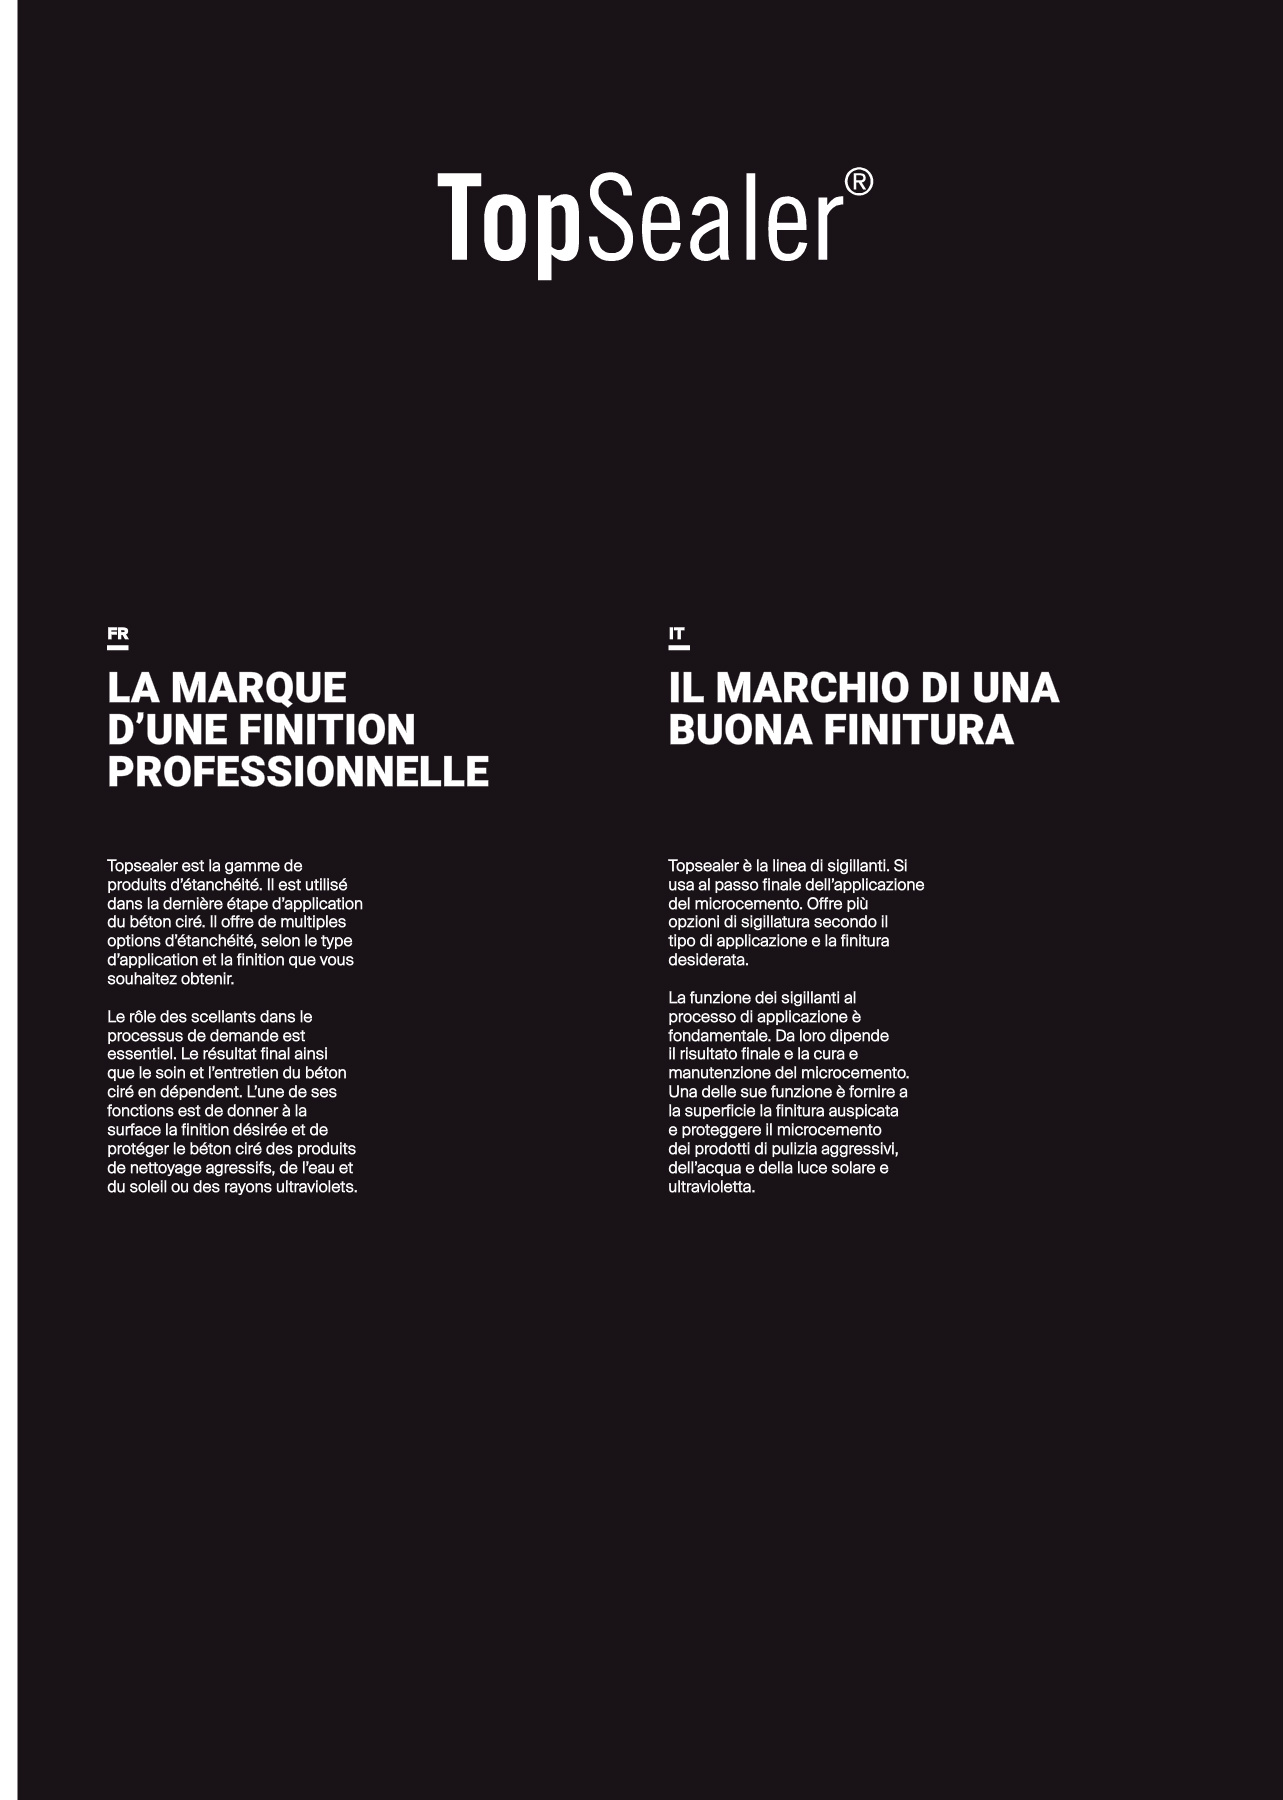 TopSealer®
FR
LA MARQUE
D’UNE FINITION
PROFESSIONNELLE
Topsealer est la gamme de
produits d’étanchéité. Il est utilisé
dans la dernière étape d’application
du béton ciré. Il offre de multiples
options d’étanchéité, selon le type
d’application et la finition que vous
souhaitez obtenir.
Le rôle des scellants dans le
processus de demande est
essentiel. Le résultat final ainsi
que le soin et l’entretien du béton
ciré en dépendent. L’une de ses
fonctions est de donner à la
surface la finition désirée et de
protéger le béton ciré des produits
de nettoyage agressifs, de l’eau et
du soleil ou des rayons ultraviolets.
IT
IL MARCHIO DI UNA
BUONA FINITURA
Topsealer è la linea di sigillanti. Si
usa al passo finale dell’applicazione
del microcemento. Offre più
opzioni di sigillatura secondo il
tipo di applicazione e la finitura
desiderata.
La funzione dei sigillanti al
processo di applicazione è
fondamentale. Da loro dipende
il risultato finale e la cura e
manutenzione del microcemento.
Una delle sue funzione è fornire a
la superficie la finitura auspicata
e proteggere il microcemento
dei prodotti di pulizia aggressivi,
dell’acqua e della luce solare e
ultravioletta.